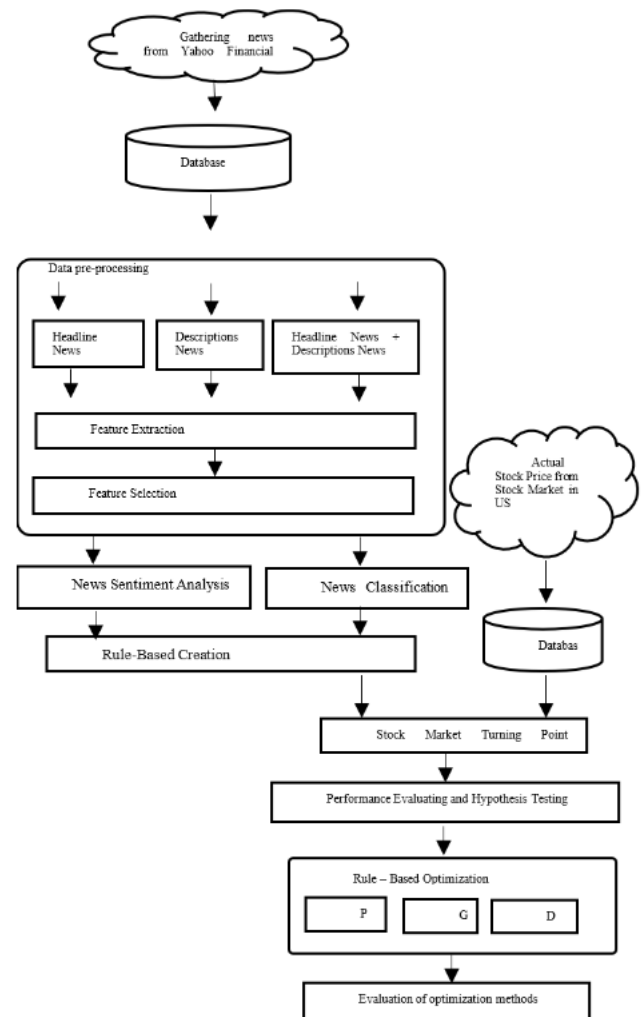 Gathering news
from Yahoo Financial
Database
Data pre-processing
Headline
News
Descriptions
News
Headline News +
Descriptions News
Feature Extraction
Feature Selection
Actual
Stock Price from
Stock Market in
US
News Sentiment Analysis
News Classification
Databas
Rule-Based Creation
Stock Market Turning Point
Performance Evaluating and Hypothesis Testing
Rule – Based Optimization
P
G
D
Evaluation of optimization methods